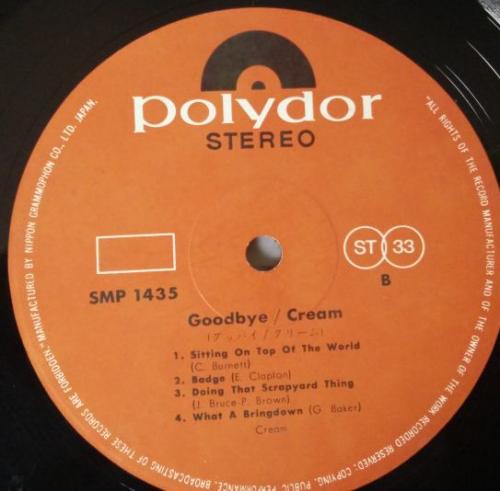 polydor
STEREO
SMP 1435
ST 33
B
Goodbye / Cream
(グッバイ/クリーム)
1. Sitting On Top Of The World
(C. Burnett)
2. Badge (E. Clapton)
3. Doing That Scrapyard Thing
(J. Bruce-P. Brown)
4. What A Bringdown (G. Baker)
Cream
"ALL RIGHTS OF THE RECORD MANUFACTURER AND OF THE OWNER OF THE WORK RECORDED RESERVED: COPYING, PUBLIC PERFORMANCE, BROADCASTING OF THESE RECORDS ARE FORBIDDEN" MANUFACTURED BY NIPPON GRAMMOPHON CO., LTD. JAPAN.